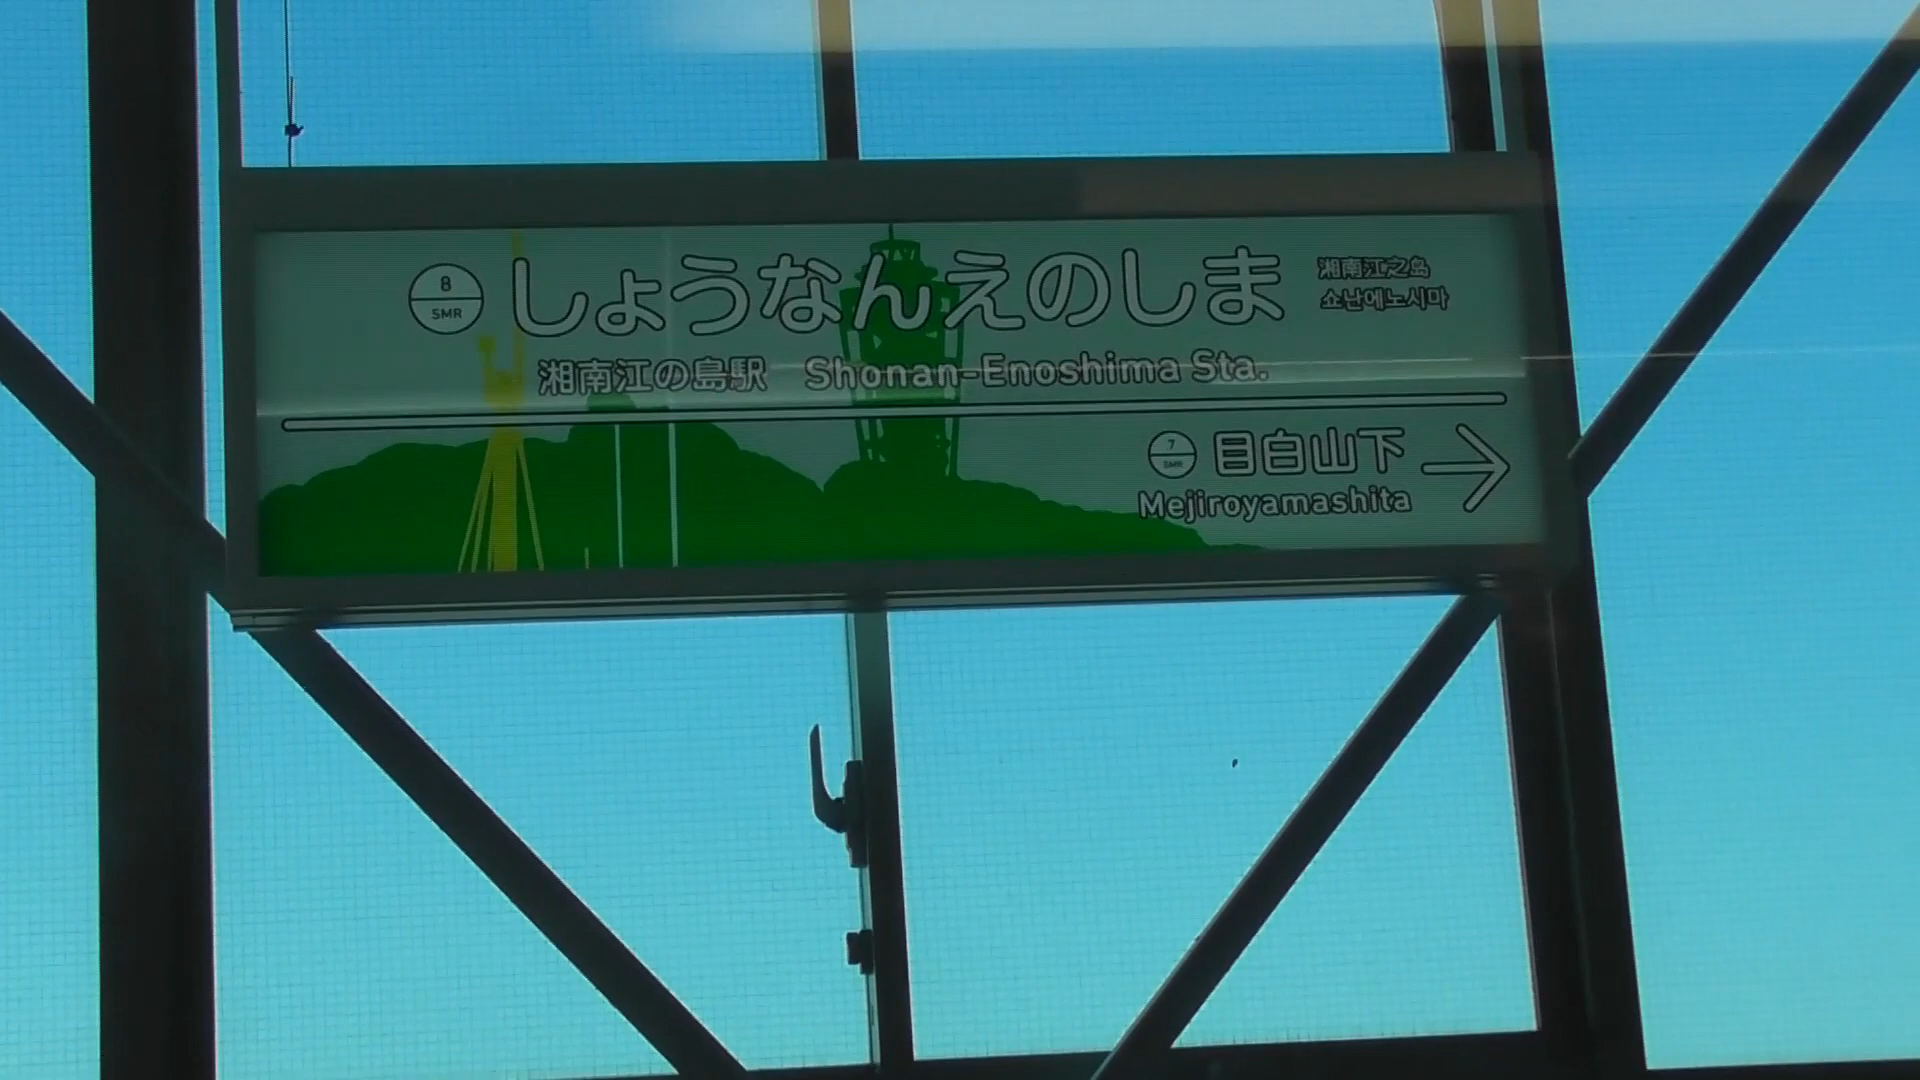 8
SMR
しょうなんえのしま
湘南江之岛
쇼난에노시마
湘南江の島駅 Shonan-Enoshima Sta.
7
SMR
目白山下
Mejiroyamashita